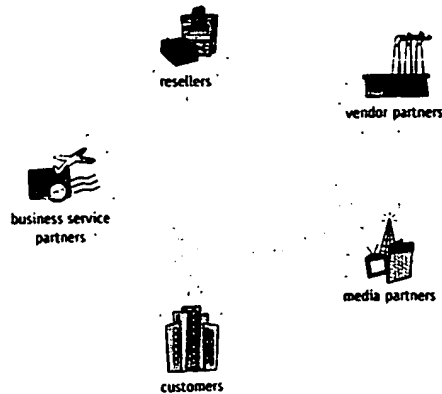 resellers
vendor partners
business service
partners
media partners
customers